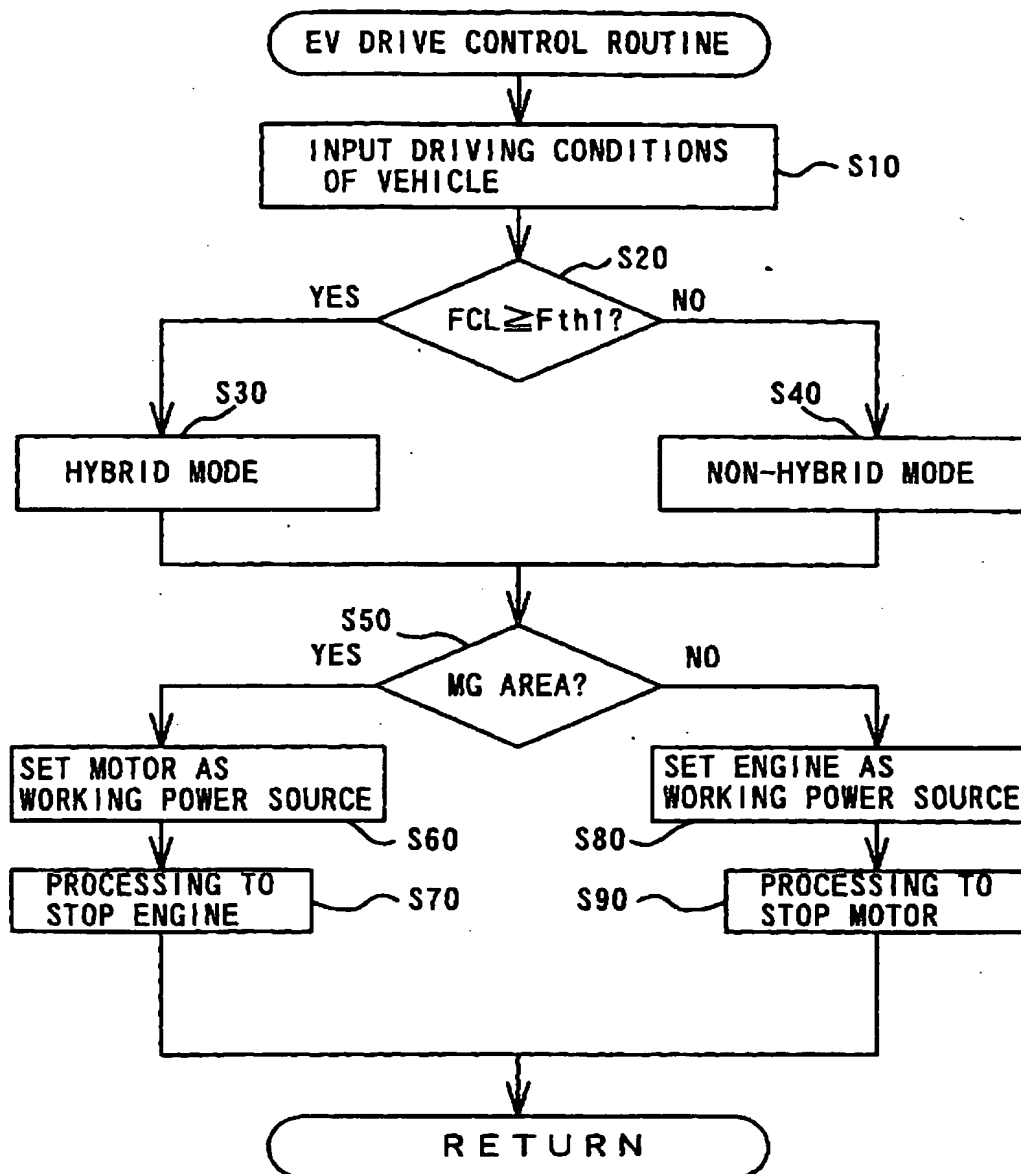 EV DRIVE CONTROL ROUTINE
INPUT DRIVING CONDITIONS
OF VEHICLE
S10
S20
YES
FCL≧Fth1?
NO
S30
S40
HYBRID MODE
NON-HYBRID MODE
S50
YES
MG AREA?
NO
SET MOTOR AS
WORKING POWER SOURCE
SET ENGINE AS
WORKING POWER SOURCE
S60
S80
PROCESSING TO
STOP ENGINE
S70
S90
PROCESSING TO
STOP MOTOR
RETURN